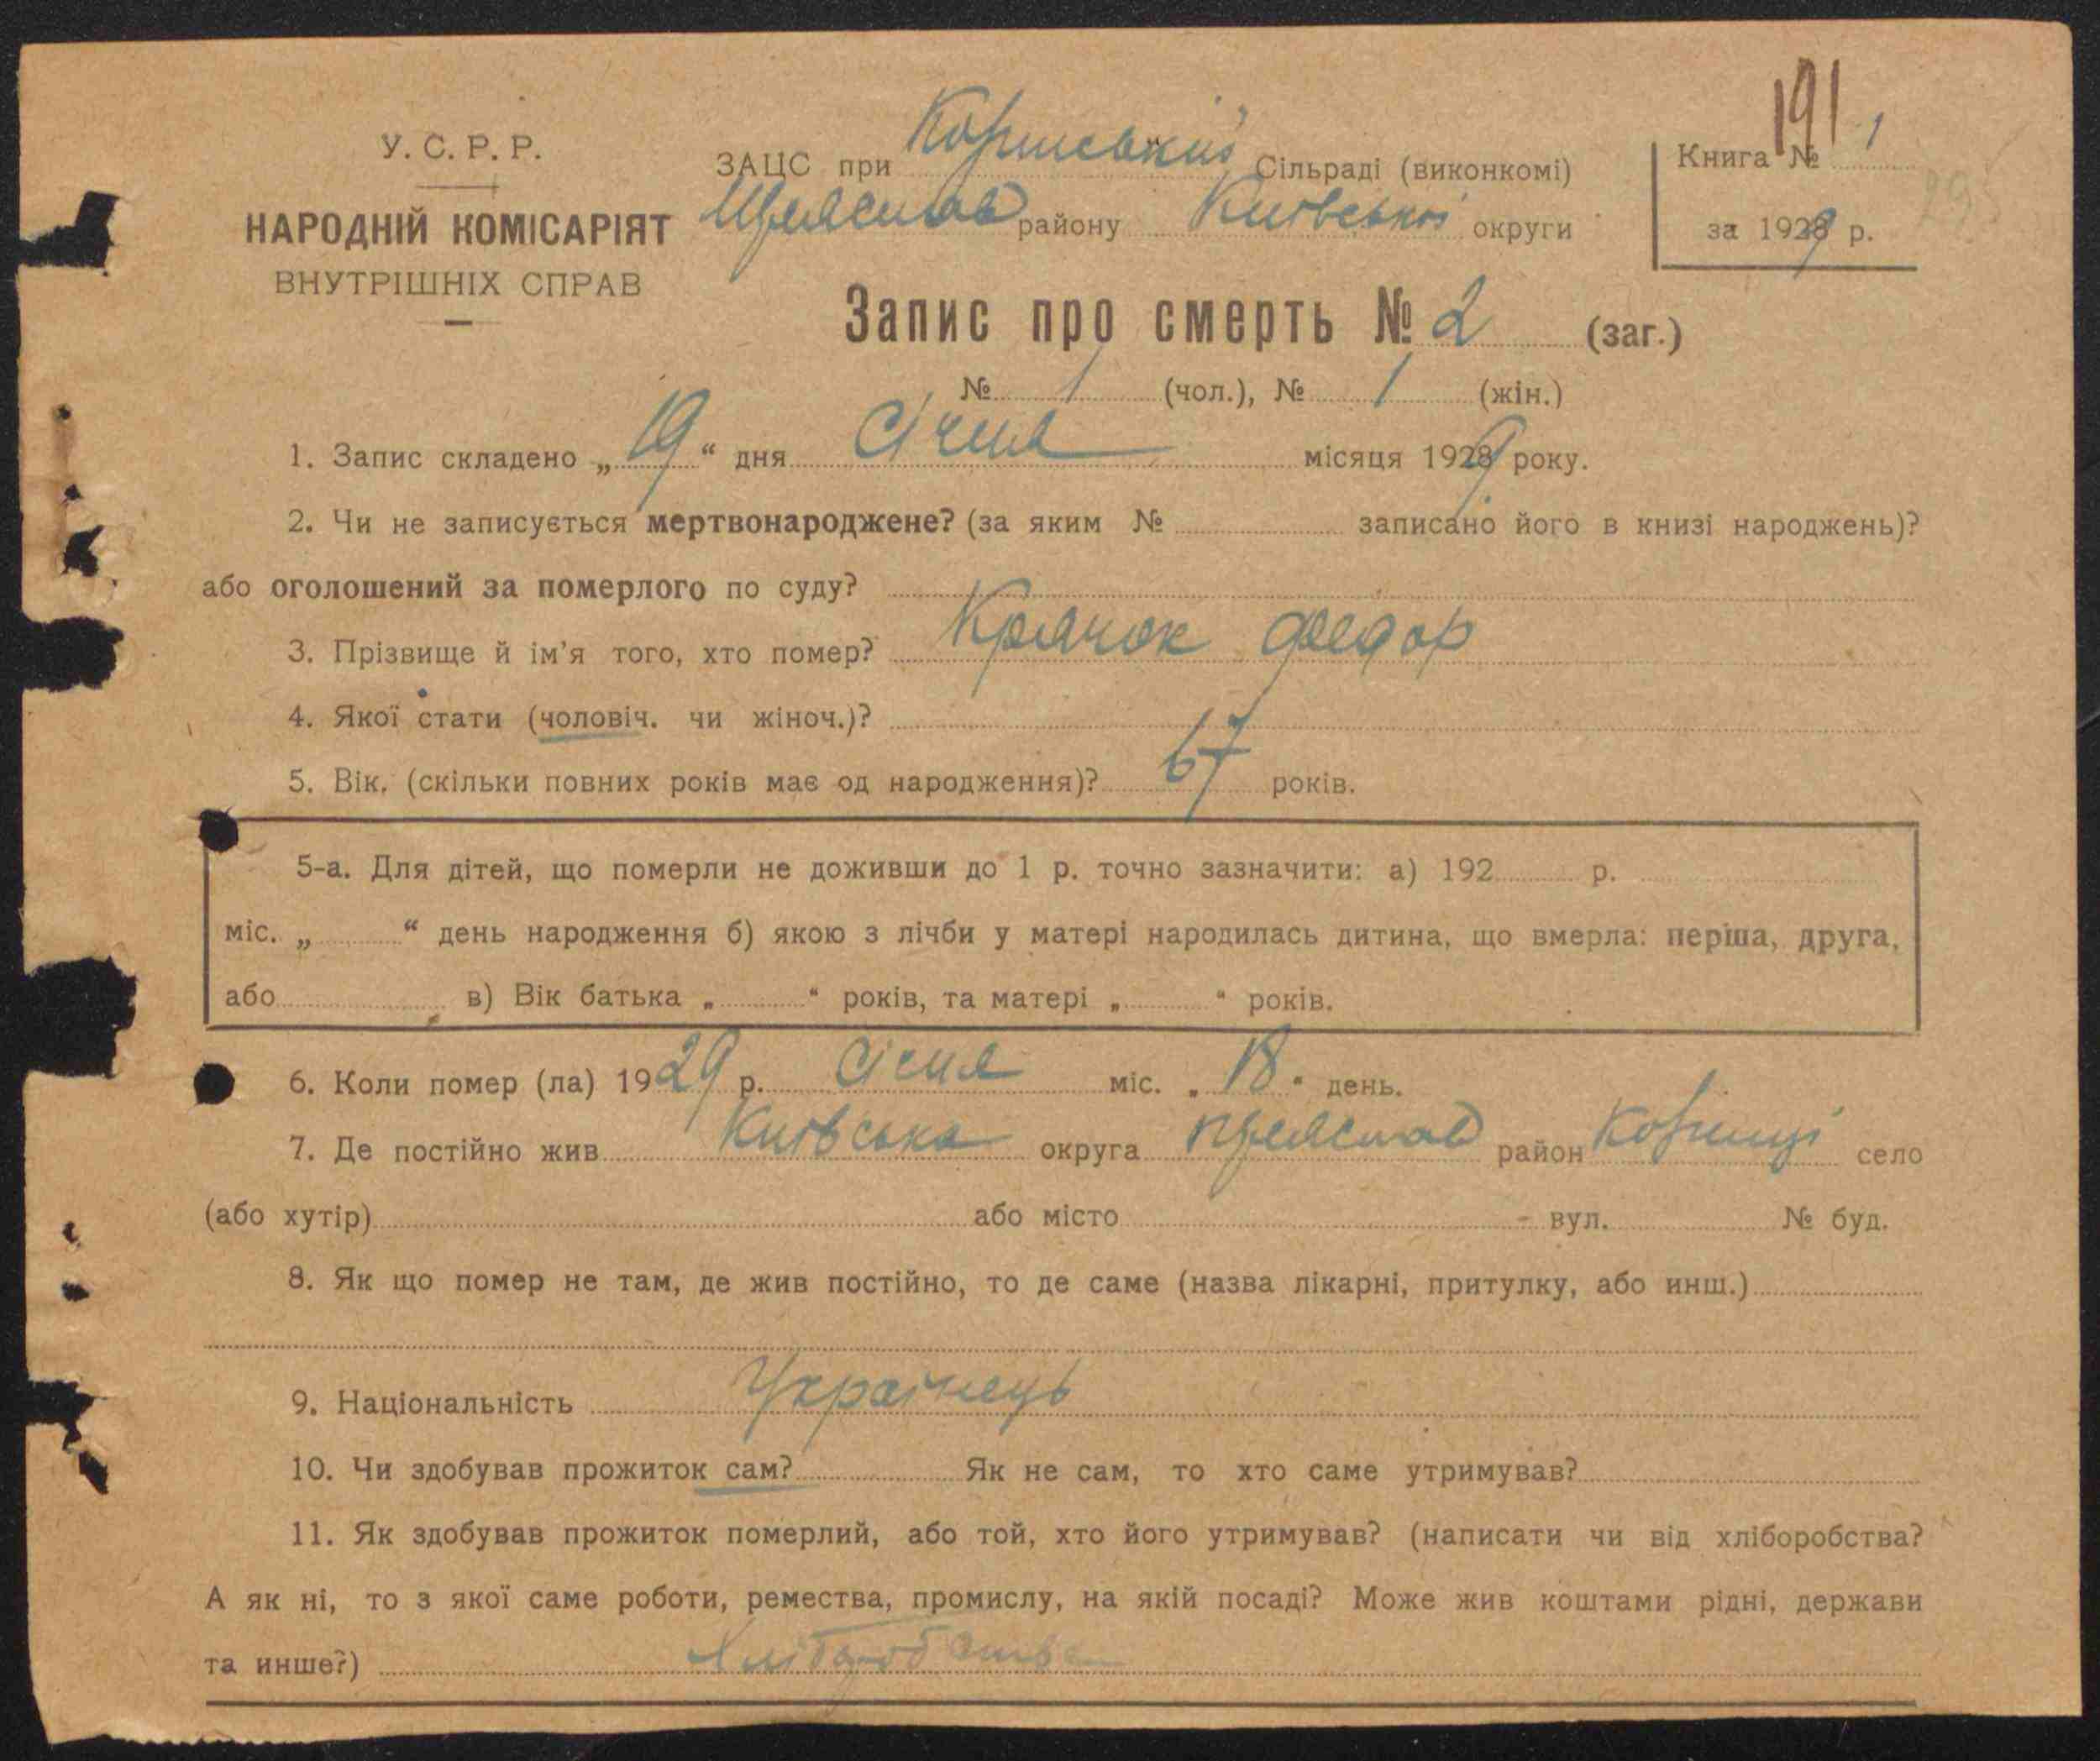 191
У. С. Р. Р.
НАРОДНІЙ КОМІСАРІЯТ
ВНУТРІШНІХ СПРАВ
ЗАЦС при Корінській Сільраді (виконкомі)
району Київської округи
Книга № 1
за 1929 р.
Запис про смерть № 2 (заг.)
№ 1 (чол.), № 1 (жін.)
1. Запис складено „ 19 “ дня Січня місяця 1929 року.
2. Чи не записується мертвонароджене? (за яким № записано його в книзі народжень)?
або оголошений за померлого по суду?
3. Прізвище й ім’я того, хто помер? Крячок Федор
4. Якої стати (чоловіч. чи жіноч.)?
5. Вік. (скільки повних років має од народження)? 67 років.
5-а. Для дітей, що померли не доживши до 1 р. точно зазначити: а) 192 р.
міс. „ “ день народження б) якою з лічби у матері народилась дитина, що вмерла: перша, друга,
або в) Вік батька „ “ років, та матері „ “ років.
6. Коли помер (ла) 1929 р. Січня міс. „ 18 “ день.
7. Де постійно жив Київська округа район село
(або хутір) або місто вул. № буд.
8. Як що помер не там, де жив постійно, то де саме (назва лікарні, притулку, або инш.)
9. Національність Українець
10. Чи здобував прожиток сам? Як не сам, то хто саме утримував?
11. Як здобував прожиток померлий, або той, хто його утримував? (написати чи від хліборобства?
А як ні, то з якої саме роботи, ремества, промислу, на якій посаді? Може жив коштами рідні, держави
та инше?) Хліборобства